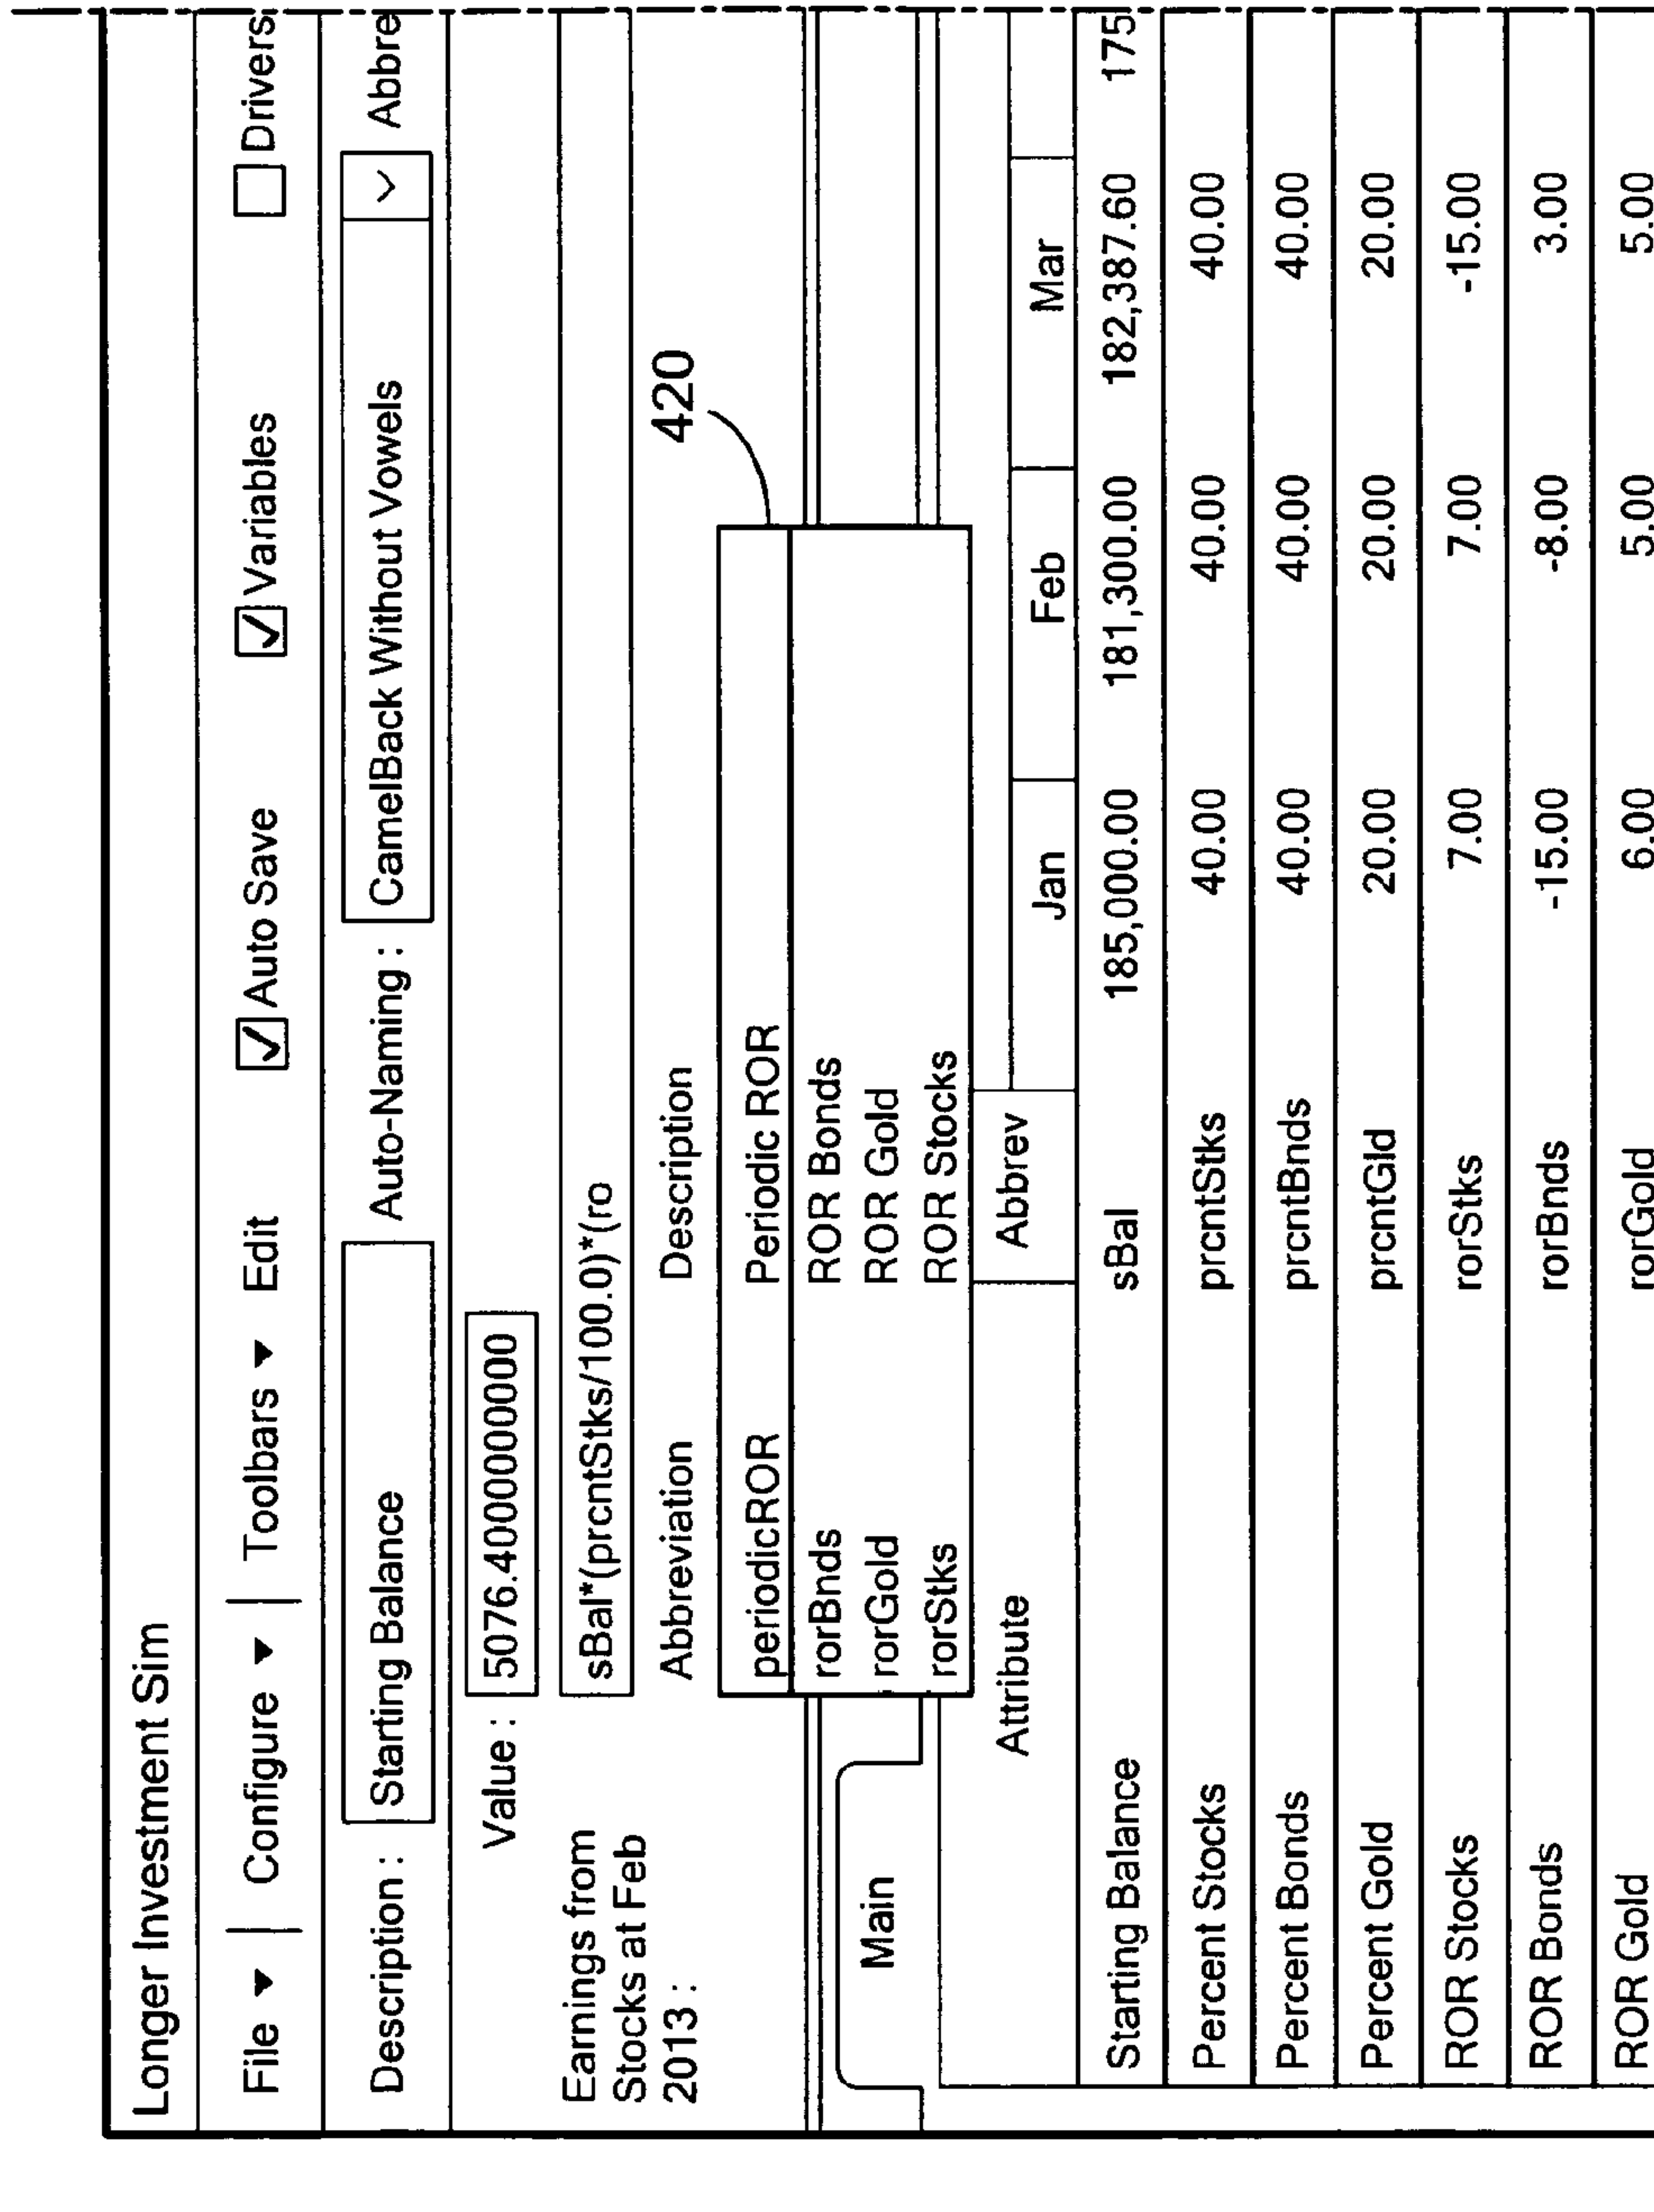 Longer Investment Sim
File ▼ | Configure ▼ | Toolbars ▼ Edit ☑ Auto Save ☑ Variables ☐ Drivers
Description : Starting Balance Auto-Naming : CamelBack Without Vowels Abbre
Value : 5076.4000000000
Earnings from
Stocks at Feb
2013 :
sBal*(prcntStks/100.0)*(ro
Abbreviation Description
420
periodicROR Periodic ROR
rorBnds ROR Bonds
rorGold ROR Gold
rorStks ROR Stocks
Main
Attribute Abbrev Jan Feb Mar
Starting Balance sBal 185,000.00 181,300.00 182,387.60 175
Percent Stocks prcntStks 40.00 40.00 40.00
Percent Bonds prcntBnds 40.00 40.00 40.00
Percent Gold prcntGld 20.00 20.00 20.00
ROR Stocks rorStks 7.00 7.00 -15.00
ROR Bonds rorBnds -15.00 -8.00 3.00
ROR Gold rorGold 6.00 5.00 5.00